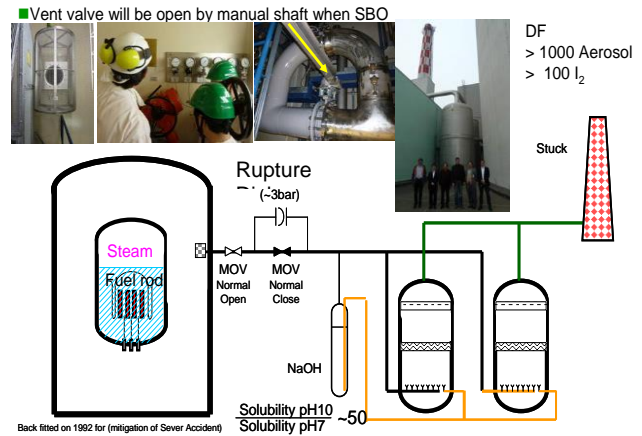 Vent valve will be open by manual shaft when SBO
DF
> 1000 Aerosol
> 100 I2
Stuck
Rupture
(~3bar)
Steam
Fuel rod
MOV
Normal
Open
MOV
Normal
Close
NaOH
Solubility pH10
Solubility pH7
~50
Back fitted on 1992 for (mitigation of Sever Accident)